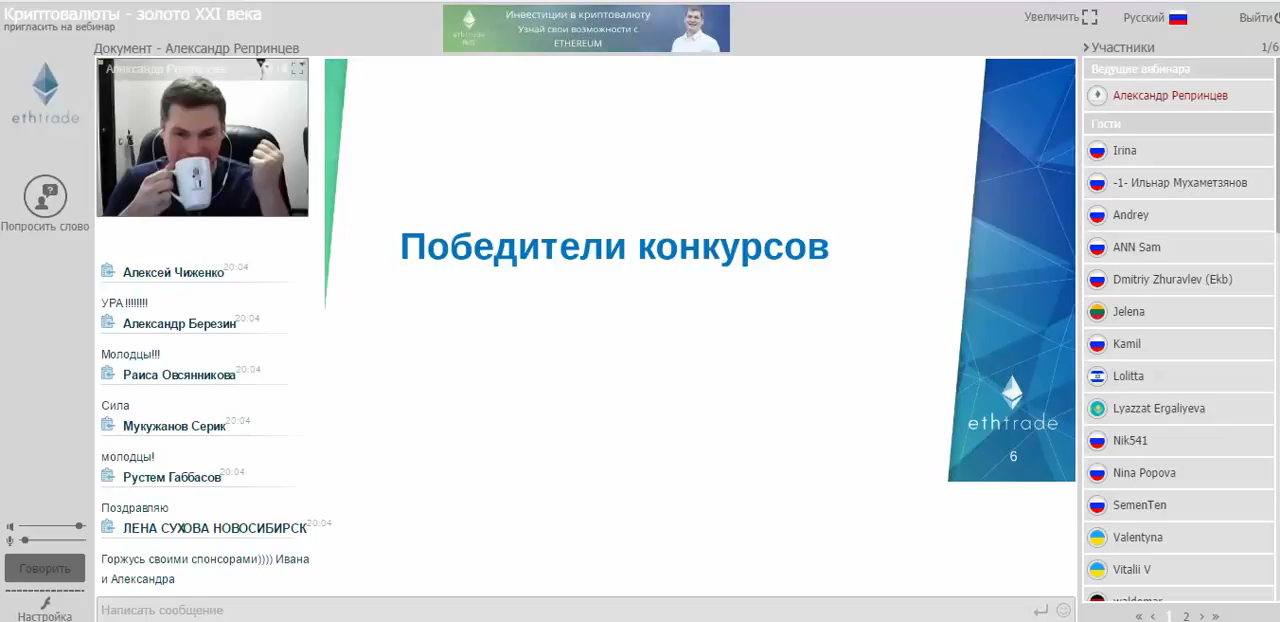 Криптовалюты - золото XXI века
пригласить на вебинар
ethtrade
Инвестиции в криптовалюту
Узнай свои возможности с
ETHEREUM
Увеличить
Русский
Выйти
Документ - Александр Репринцев
Участники
1/6
ethtrade
Попросить слово
Говорить
Настройка
Алексей Чиженко 20:04
УРА !!!!!!!!
Александр Березин 20:04
Молодцы!!!
Раиса Овсянникова 20:04
Сила
Мукужанов Серик 20:04
молодцы!
Рустем Габбасов 20:04
Поздравляю
ЛЕНА СУХОВА НОВОСИБИРСК 20:04
Горжусь своими спонсорами)))) Ивана
и Александра
Написать сообщение
Победители конкурсов
ethtrade
6
Ведущие вебинара
Александр Репринцев
Гости
Irina
-1- Ильнар Мухаметзянов
Andrey
ANN Sam
Dmitriy Zhuravlev (Ekb)
Jelena
Kamil
Lolitta
Lyazzat Ergaliyeva
Nik541
Nina Popova
SemenTen
Valentyna
Vitalii V
waldemar
« < 1 2 > »